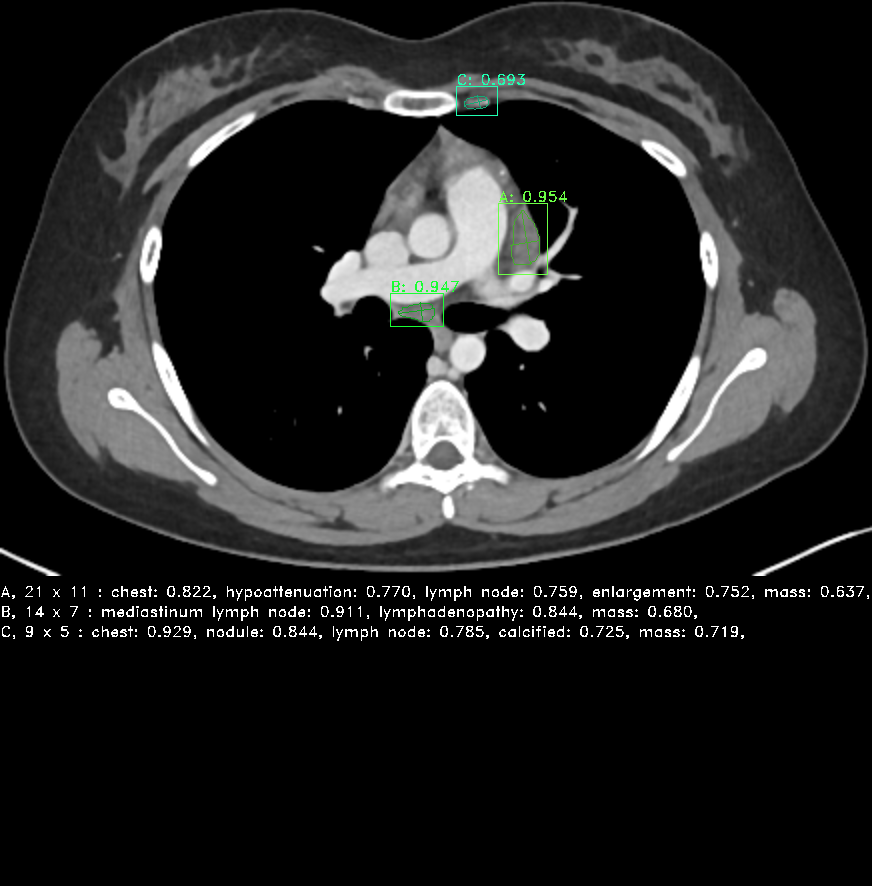 C: 0.693
A: 0.954
B: 0.947
A, 21 x 11 : chest: 0.822, hypoattenuation: 0.770, lymph node: 0.759, enlargement: 0.752, mass: 0.637,
B, 14 x 7 : mediastinum lymph node: 0.911, lymphadenopathy: 0.844, mass: 0.680,
C, 9 x 5 : chest: 0.929, nodule: 0.844, lymph node: 0.785, calcified: 0.725, mass: 0.719,